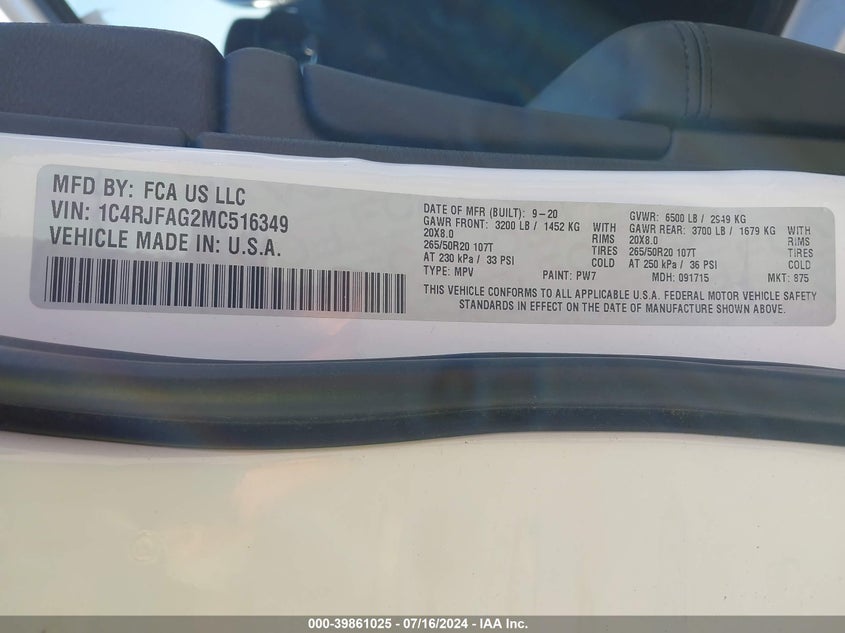 MFD BY: FCA US LLC
VIN: 1C4RJFAG2MC516349
VEHICLE MADE IN: U.S.A.
DATE OF MFR (BUILT): 9-20
GAWR FRONT: 3200 LB / 1452 KG WITH
20X8.0 RIMS
265/50R20 107T TIRES
AT 230 kPa / 33 PSI COLD
TYPE: MPV PAINT: PW7
GVWR: 6500 LB / 2949 KG
GAWR REAR: 3700 LB / 1679 KG WITH
20X8.0 RIMS
265/50R20 107T TIRES
AT 250 kPa / 36 PSI COLD
MDH: 091715 MKT: 875
THIS VEHICLE CONFORMS TO ALL APPLICABLE U.S.A. FEDERAL MOTOR VEHICLE SAFETY
STANDARDS IN EFFECT ON THE DATE OF MANUFACTURE SHOWN ABOVE.
000-39861025 - 07/16/2024 - IAA Inc.